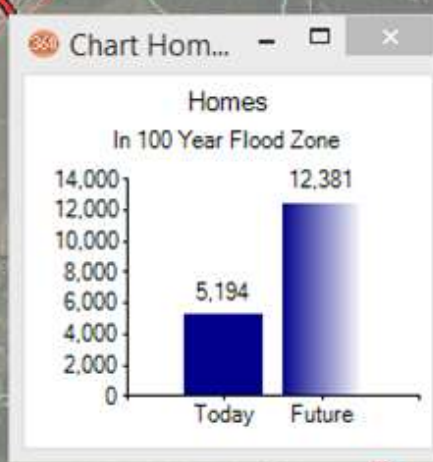 360 Chart Hom...
Homes
In 100 Year Flood Zone
14,000
12,000
10,000
8,000
6,000
4,000
2,000
0
5,194
12,381
Today Future